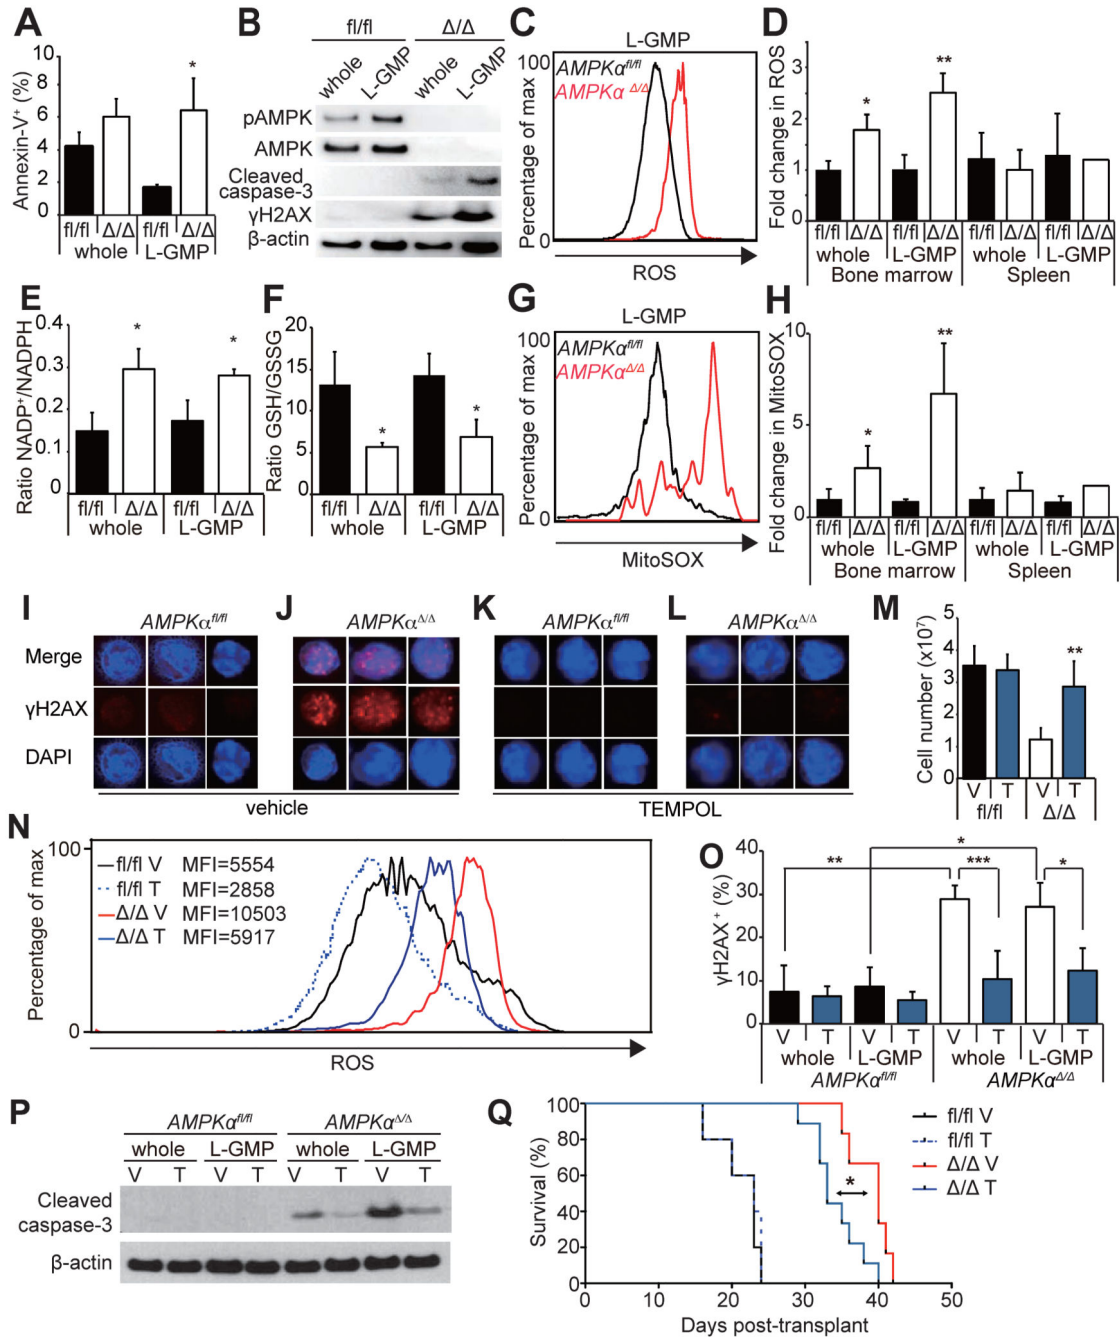 A
Annexin-V⁺ (%)
10
8
6
4
2
0
*
fl/fl Δ/Δ fl/fl Δ/Δ
whole L-GMP
B
fl/fl Δ/Δ
whole L-GMP whole L-GMP
pAMPK
AMPK
Cleaved
caspase-3
γH2AX
β-actin
C
L-GMP
AMPKα fl/fl
AMPKα Δ/Δ
Percentage of max
100
0
ROS
D
Fold change in ROS
3
2
1
0
* **
fl/fl Δ/Δ fl/fl Δ/Δ fl/fl Δ/Δ fl/fl Δ/Δ
whole L-GMP whole L-GMP
Bone marrow Spleen
E
Ratio NADP⁺/NADPH
0.4
0.3
0.2
0.1
0
* *
fl/fl Δ/Δ fl/fl Δ/Δ
whole L-GMP
F
Ratio GSH/GSSG
20
15
10
5
0
* *
fl/fl Δ/Δ fl/fl Δ/Δ
whole L-GMP
G
L-GMP
AMPKα fl/fl
AMPKα Δ/Δ
Percentage of max
100
0
MitoSOX
H
Fold change in MitoSOX
10
5
0
* **
fl/fl Δ/Δ fl/fl Δ/Δ fl/fl Δ/Δ fl/fl Δ/Δ
whole L-GMP whole L-GMP
Bone marrow Spleen
I J K L
AMPKα fl/fl AMPKα Δ/Δ AMPKα fl/fl AMPKα Δ/Δ
Merge
γH2AX
DAPI
vehicle TEMPOL
M
Cell number (x10⁷)
5
4
3
2
1
0
**
V T V T
fl/fl Δ/Δ
N
Percentage of max
100
0
fl/fl V MFI=5554
fl/fl T MFI=2858
Δ/Δ V MFI=10503
Δ/Δ T MFI=5917
ROS
O
γH2AX⁺ (%)
40
30
20
10
0
** * *** *
V T V T V T V T
whole L-GMP whole L-GMP
AMPKα fl/fl AMPKα Δ/Δ
P
AMPKα fl/fl AMPKα Δ/Δ
whole L-GMP whole L-GMP
V T V T V T V T
Cleaved
caspase-3
β-actin
Q
Survival (%)
100
80
60
40
20
0
*
0 10 20 30 40 50
Days post-transplant
fl/fl V
fl/fl T
Δ/Δ V
Δ/Δ T